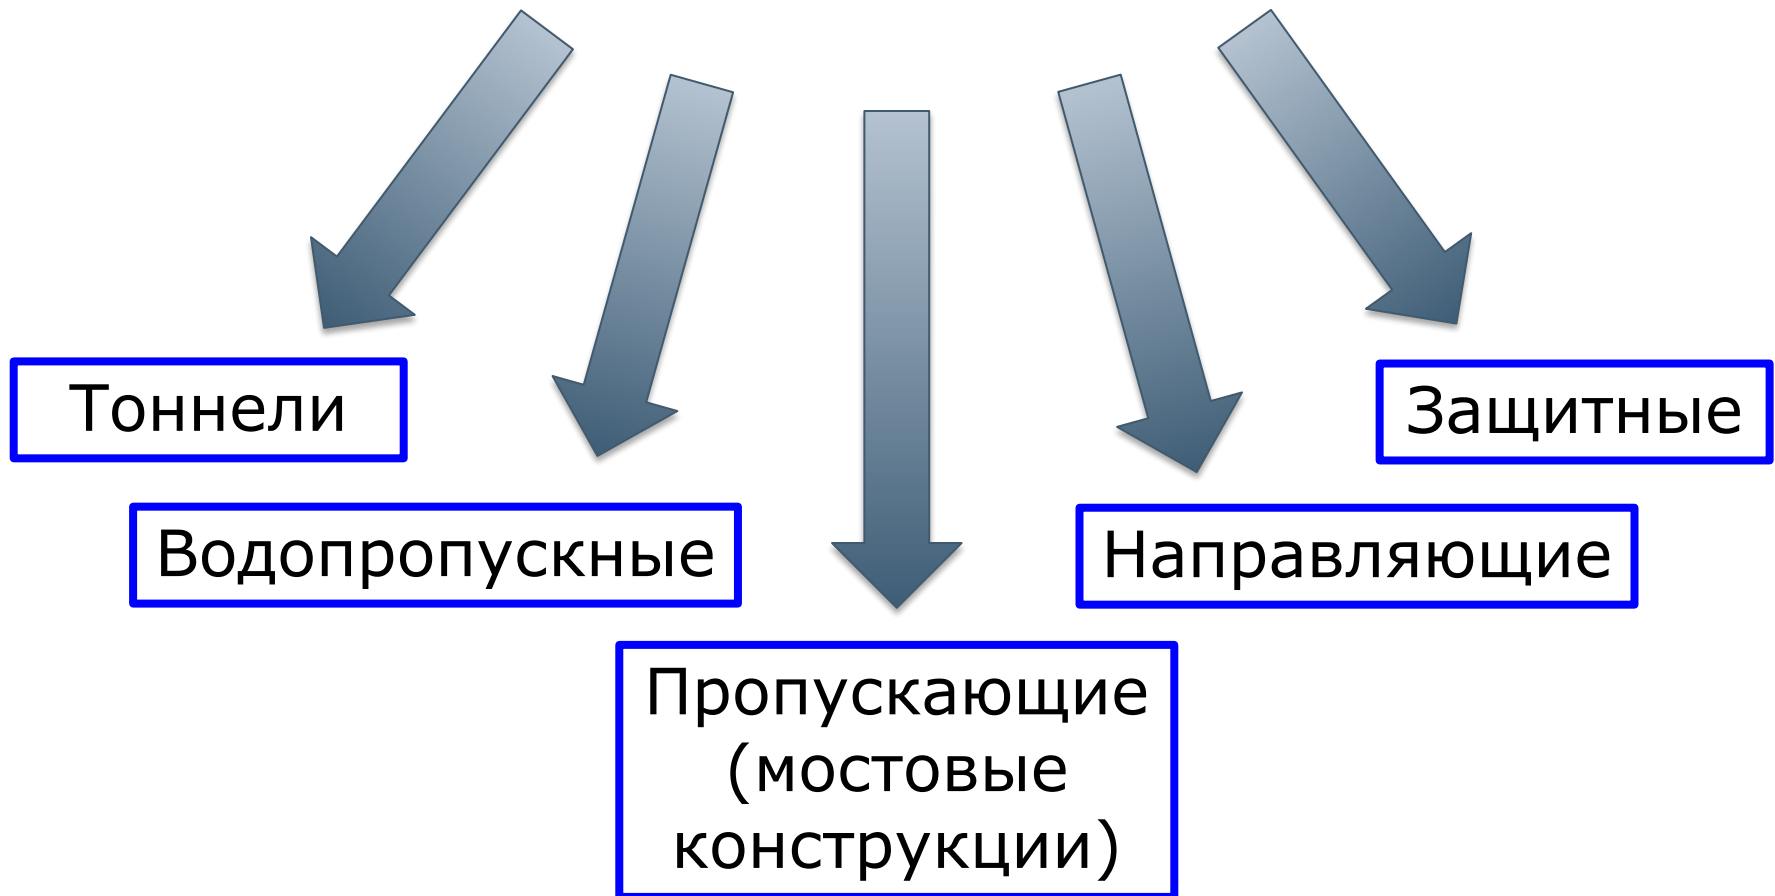 Тоннели
Защитные
Водопропускные
Направляющие
Пропускающие
(мостовые
конструкции)